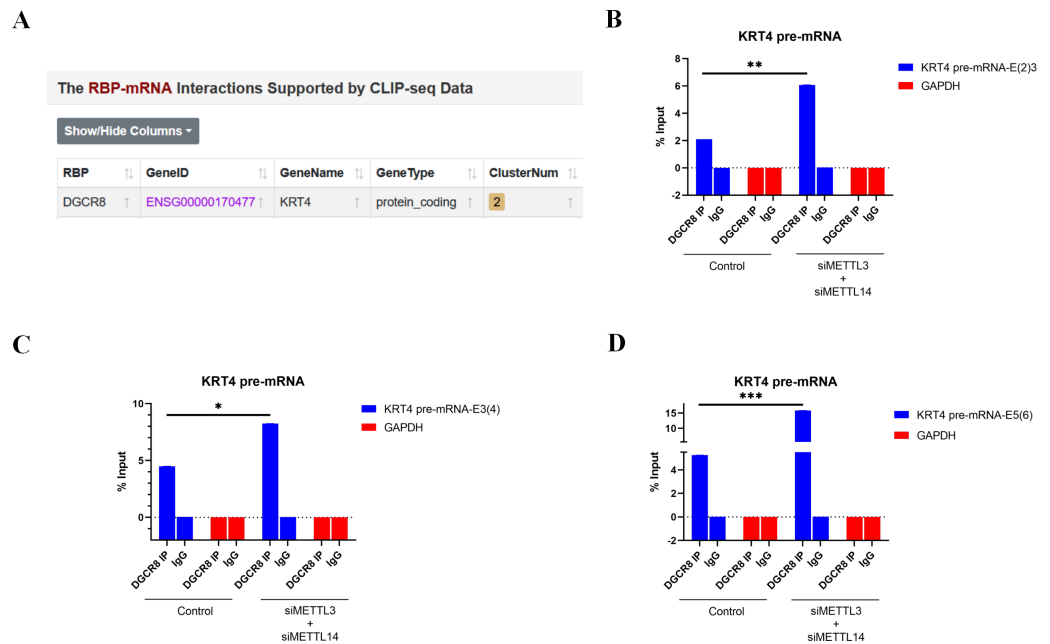 A
The RBP-mRNA Interactions Supported by CLIP-seq Data
Show/Hide Columns
RBP GeneID GeneName GeneType ClusterNum
DGCR8 ENSG00000170477 KRT4 protein_coding 2
B
KRT4 pre-mRNA
**
8
6
4
2
0
-2
% Input
KRT4 pre-mRNA-E(2)3
GAPDH
DGCR8 IP IgG DGCR8 IP IgG DGCR8 IP IgG DGCR8 IP IgG
Control
siMETTL3
+
siMETTL14
C
KRT4 pre-mRNA
*
10
5
0
% Input
KRT4 pre-mRNA-E3(4)
GAPDH
DGCR8 IP IgG DGCR8 IP IgG DGCR8 IP IgG DGCR8 IP IgG
Control
siMETTL3
+
siMETTL14
D
KRT4 pre-mRNA
***
15
10
4
2
0
-2
% Input
KRT4 pre-mRNA-E5(6)
GAPDH
DGCR8 IP IgG DGCR8 IP IgG DGCR8 IP IgG DGCR8 IP IgG
Control
siMETTL3
+
siMETTL14